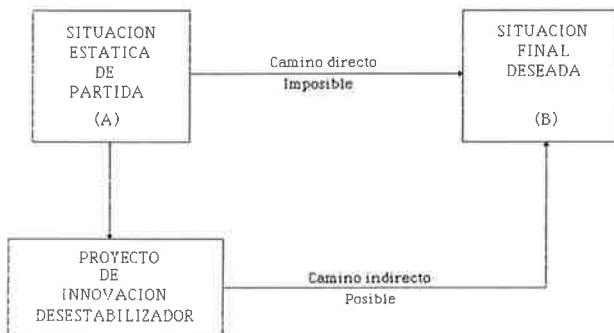 SITUACION
ESTATICA
DE
PARTIDA
(A)
Camino directo
Imposible
SITUACION
FINAL
DESEADA
(B)
PROYECTO
DE
INNOVACION
DESESTABILIZADOR
Camino indirecto
Posible